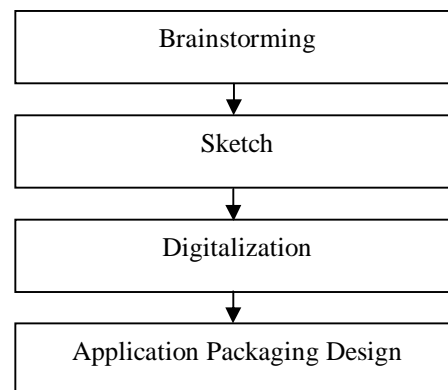 Brainstorming
Sketch
Digitalization
Application Packaging Design